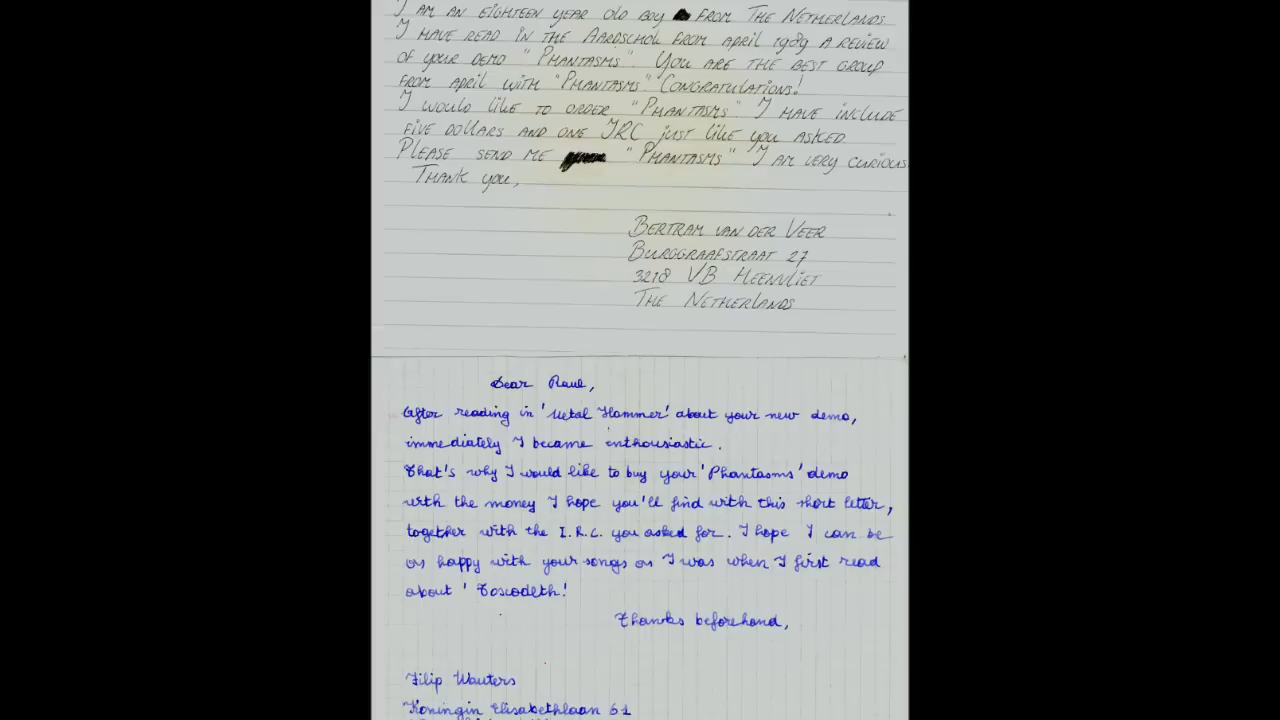 I AM AN EIGHTEEN YEAR OLD BOY FROM THE NETHERLANDS
I HAVE READ IN THE AARDSCHOK FROM APRIL 1989 A REVIEW
OF YOUR DEMO "PHANTASMS". YOU ARE THE BEST GROUP
FROM APRIL WITH "PHANTASMS". CONGRATULATIONS!
I WOULD LIKE TO ORDER "PHANTASMS". I HAVE INCLUDE
FIVE DOLLARS AND ONE IRC JUST LIKE YOU ASKED.
PLEASE SEND ME "PHANTASMS" I AM VERY CURIOUS
THANK YOU,
BERTRAM VAN DER VEER
BURGGRAAFSTRAAT 27
3218 VB HEENVLIET
THE NETHERLANDS
Dear Raul,
After reading in 'Metal Hammer' about your new demo,
immediately I became enthousiastic.
That's why I would like to buy your 'Phantasms' demo
with the money I hope you'll find with this short letter,
together with the I.R.C. you asked for. I hope I can be
as happy with your songs as I was when I first read
about 'Toscodeth!
Thanks beforehand,
Filip Wauters
Koningin Elisabethlaan 61